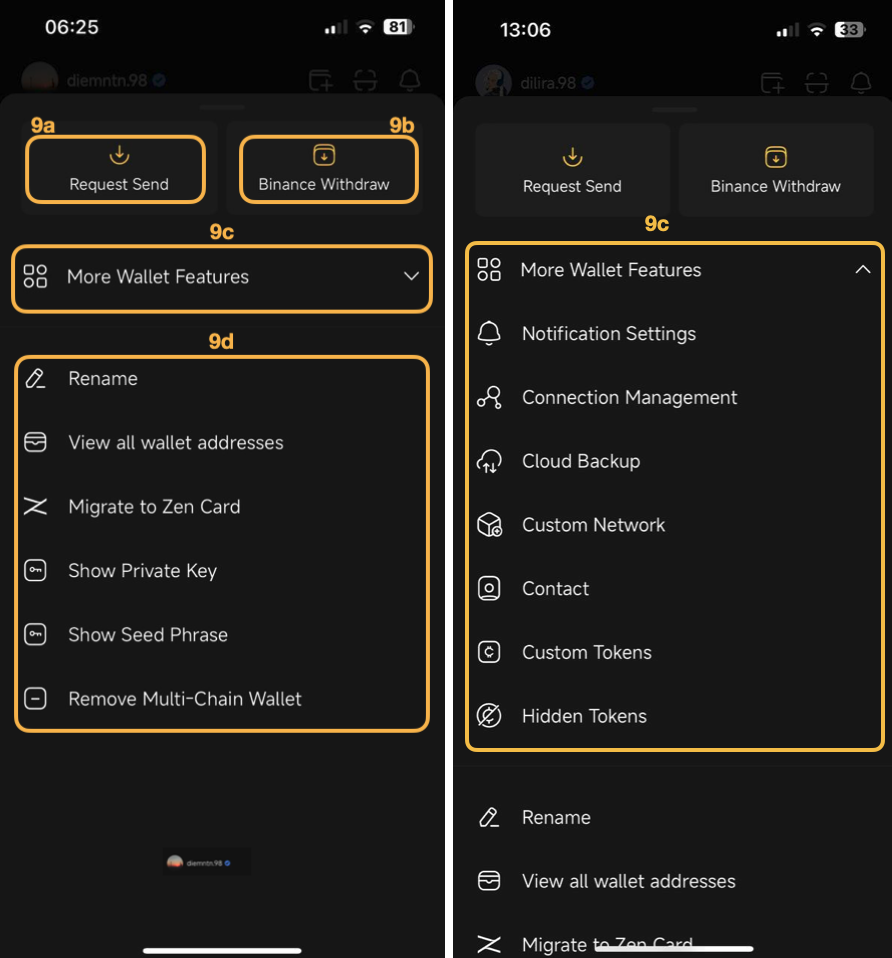 06:25
81
diemntn.98
9a
9b
Request Send
Binance Withdraw
9c
More Wallet Features
9d
Rename
View all wallet addresses
Migrate to Zen Card
Show Private Key
Show Seed Phrase
Remove Multi-Chain Wallet
diemntn.98
13:06
33
dilira.98
Request Send
Binance Withdraw
9c
More Wallet Features
Notification Settings
Connection Management
Cloud Backup
Custom Network
Contact
Custom Tokens
Hidden Tokens
Rename
View all wallet addresses
Migrate to Zen Card